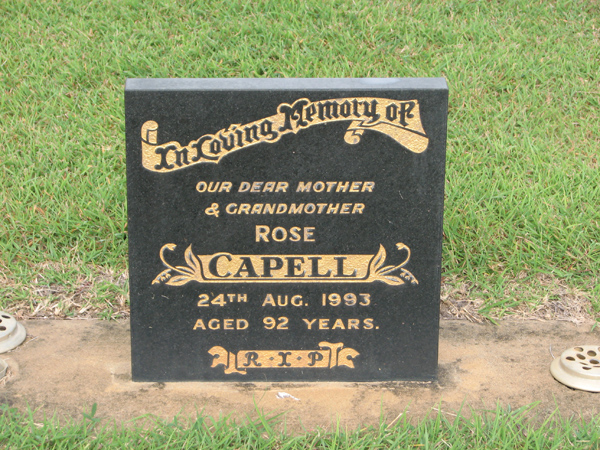 In Loving Memory of
OUR DEAR MOTHER
& GRANDMOTHER
ROSE
CAPELL
24TH AUG. 1993
AGED 92 YEARS.
R·I·P